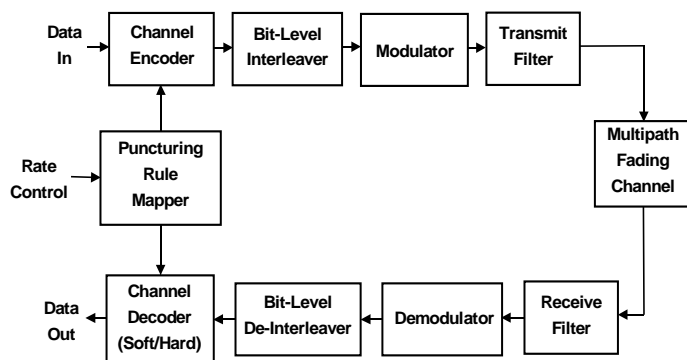 Data
In
Channel
Encoder
Bit-Level
Interleaver
Modulator
Transmit
Filter
Multipath
Fading
Channel
Rate
Control
Puncturing
Rule
Mapper
Data
Out
Channel
Decoder
(Soft/Hard)
Bit-Level
De-Interleaver
Demodulator
Receive
Filter